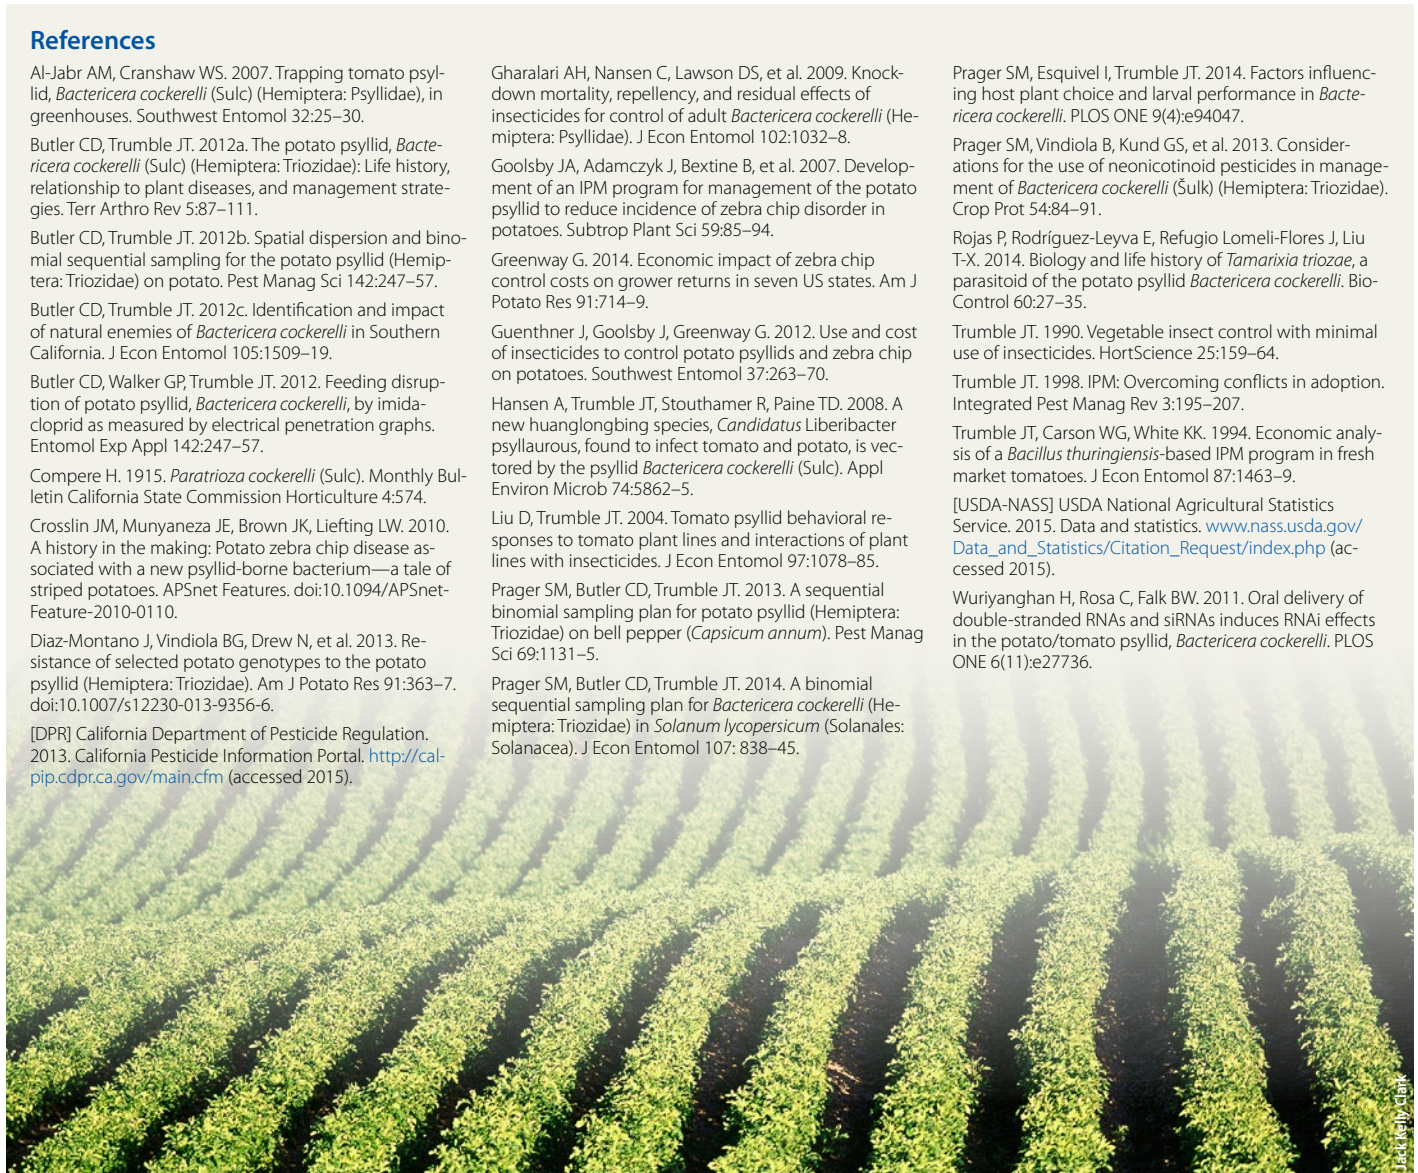 References
Al-Jabr AM, Cranshaw WS. 2007. Trapping tomato psyl-
lid, Bactericera cockerelli (Sulc) (Hemiptera: Psyllidae), in
greenhouses. Southwest Entomol 32:25–30.
Butler CD, Trumble JT. 2012a. The potato psyllid, Bacte-
ricera cockerelli (Sulc) (Hemiptera: Triozidae): Life history,
relationship to plant diseases, and management strate-
gies. Terr Arthro Rev 5:87–111.
Butler CD, Trumble JT. 2012b. Spatial dispersion and bino-
mial sequential sampling for the potato psyllid (Hemip-
tera: Triozidae) on potato. Pest Manag Sci 142:247–57.
Butler CD, Trumble JT. 2012c. Identification and impact
of natural enemies of Bactericera cockerelli in Southern
California. J Econ Entomol 105:1509–19.
Butler CD, Walker GP, Trumble JT. 2012. Feeding disrup-
tion of potato psyllid, Bactericera cockerelli, by imida-
cloprid as measured by electrical penetration graphs.
Entomol Exp Appl 142:247–57.
Compere H. 1915. Paratrioza cockerelli (Sulc). Monthly Bul-
letin California State Commission Horticulture 4:574.
Crosslin JM, Munyaneza JE, Brown JK, Liefting LW. 2010.
A history in the making: Potato zebra chip disease as-
sociated with a new psyllid-borne bacterium—a tale of
striped potatoes. APSnet Features. doi:10.1094/APSnet-
Feature-2010-0110.
Diaz-Montano J, Vindiola BG, Drew N, et al. 2013. Re-
sistance of selected potato genotypes to the potato
psyllid (Hemiptera: Triozidae). Am J Potato Res 91:363–7.
doi:10.1007/s12230-013-9356-6.
[DPR] California Department of Pesticide Regulation.
2013. California Pesticide Information Portal. http://cal-
pip.cdpr.ca.gov/main.cfm (accessed 2015).
Gharalari AH, Nansen C, Lawson DS, et al. 2009. Knock-
down mortality, repellency, and residual effects of
insecticides for control of adult Bactericera cockerelli (He-
miptera: Psyllidae). J Econ Entomol 102:1032–8.
Goolsby JA, Adamczyk J, Bextine B, et al. 2007. Develop-
ment of an IPM program for management of the potato
psyllid to reduce incidence of zebra chip disorder in
potatoes. Subtrop Plant Sci 59:85–94.
Greenway G. 2014. Economic impact of zebra chip
control costs on grower returns in seven US states. Am J
Potato Res 91:714–9.
Guenthner J, Goolsby J, Greenway G. 2012. Use and cost
of insecticides to control potato psyllids and zebra chip
on potatoes. Southwest Entomol 37:263–70.
Hansen A, Trumble JT, Stouthamer R, Paine TD. 2008. A
new huanglongbing species, Candidatus Liberibacter
psyllaurous, found to infect tomato and potato, is vec-
tored by the psyllid Bactericera cockerelli (Sulc). Appl
Environ Microb 74:5862–5.
Liu D, Trumble JT. 2004. Tomato psyllid behavioral re-
sponses to tomato plant lines and interactions of plant
lines with insecticides. J Econ Entomol 97:1078–85.
Prager SM, Butler CD, Trumble JT. 2013. A sequential
binomial sampling plan for potato psyllid (Hemiptera:
Triozidae) on bell pepper (Capsicum annum). Pest Manag
Sci 69:1131–5.
Prager SM, Butler CD, Trumble JT. 2014. A binomial
sequential sampling plan for Bactericera cockerelli (He-
miptera: Triozidae) in Solanum lycopersicum (Solanales:
Solanacea). J Econ Entomol 107: 838–45.
Prager SM, Esquivel I, Trumble JT. 2014. Factors influenc-
ing host plant choice and larval performance in Bacte-
ricera cockerelli. PLOS ONE 9(4):e94047.
Prager SM, Vindiola B, Kund GS, et al. 2013. Consider-
ations for the use of neonicotinoid pesticides in manage-
ment of Bactericera cockerelli (Šulk) (Hemiptera: Triozidae).
Crop Prot 54:84–91.
Rojas P, Rodríguez-Leyva E, Refugio Lomeli-Flores J, Liu
T-X. 2014. Biology and life history of Tamarixia triozae, a
parasitoid of the potato psyllid Bactericera cockerelli. Bio-
Control 60:27–35.
Trumble JT. 1990. Vegetable insect control with minimal
use of insecticides. HortScience 25:159–64.
Trumble JT. 1998. IPM: Overcoming conflicts in adoption.
Integrated Pest Manag Rev 3:195–207.
Trumble JT, Carson WG, White KK. 1994. Economic analy-
sis of a Bacillus thuringiensis-based IPM program in fresh
market tomatoes. J Econ Entomol 87:1463–9.
[USDA-NASS] USDA National Agricultural Statistics
Service. 2015. Data and statistics. www.nass.usda.gov/
Data_and_Statistics/Citation_Request/index.php (ac-
cessed 2015).
Wuriyanghan H, Rosa C, Falk BW. 2011. Oral delivery of
double-stranded RNAs and siRNAs induces RNAi effects
in the potato/tomato psyllid, Bactericera cockerelli. PLOS
ONE 6(11):e27736.
Jack Kelly Clark